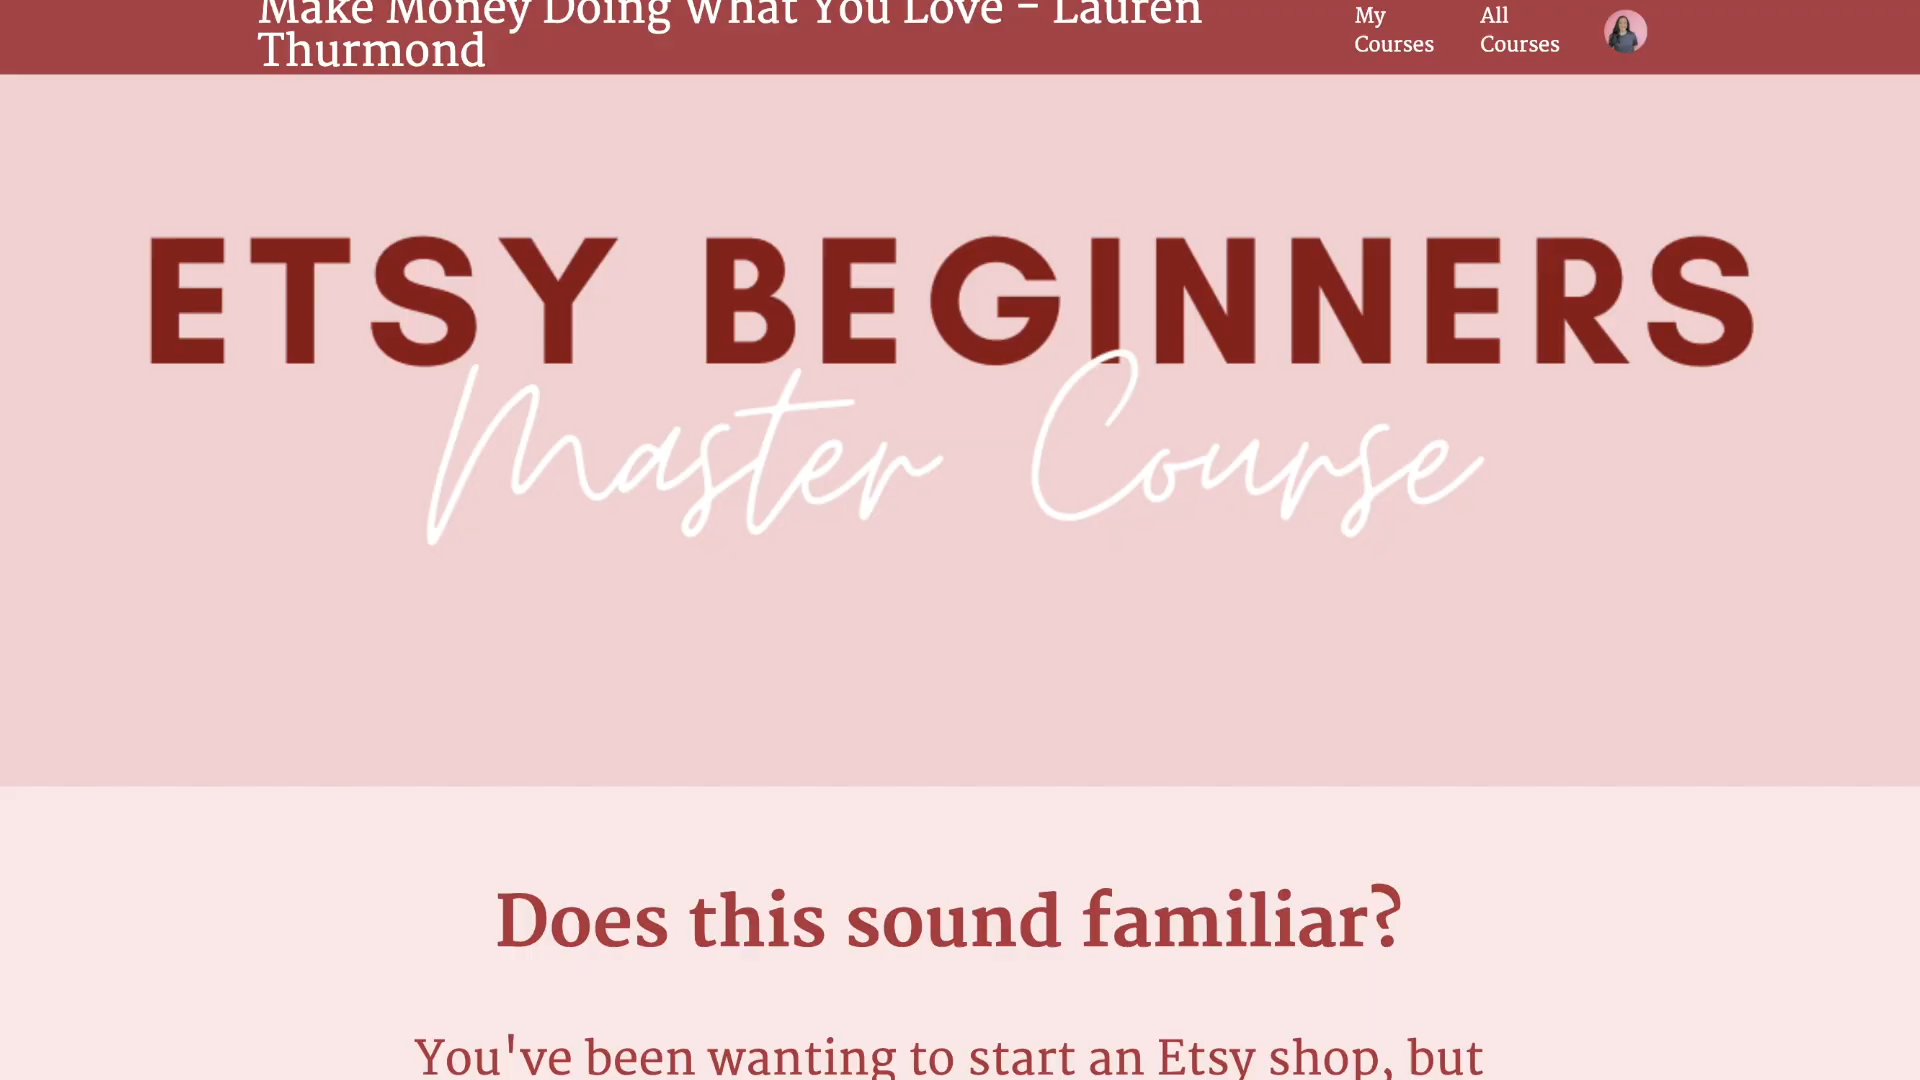 Make Money Doing What You Love - Lauren
Thurmond
My
Courses
All
Courses
ETSY BEGINNERS
Master Course
Does this sound familiar?
You've been wanting to start an Etsy shop, but